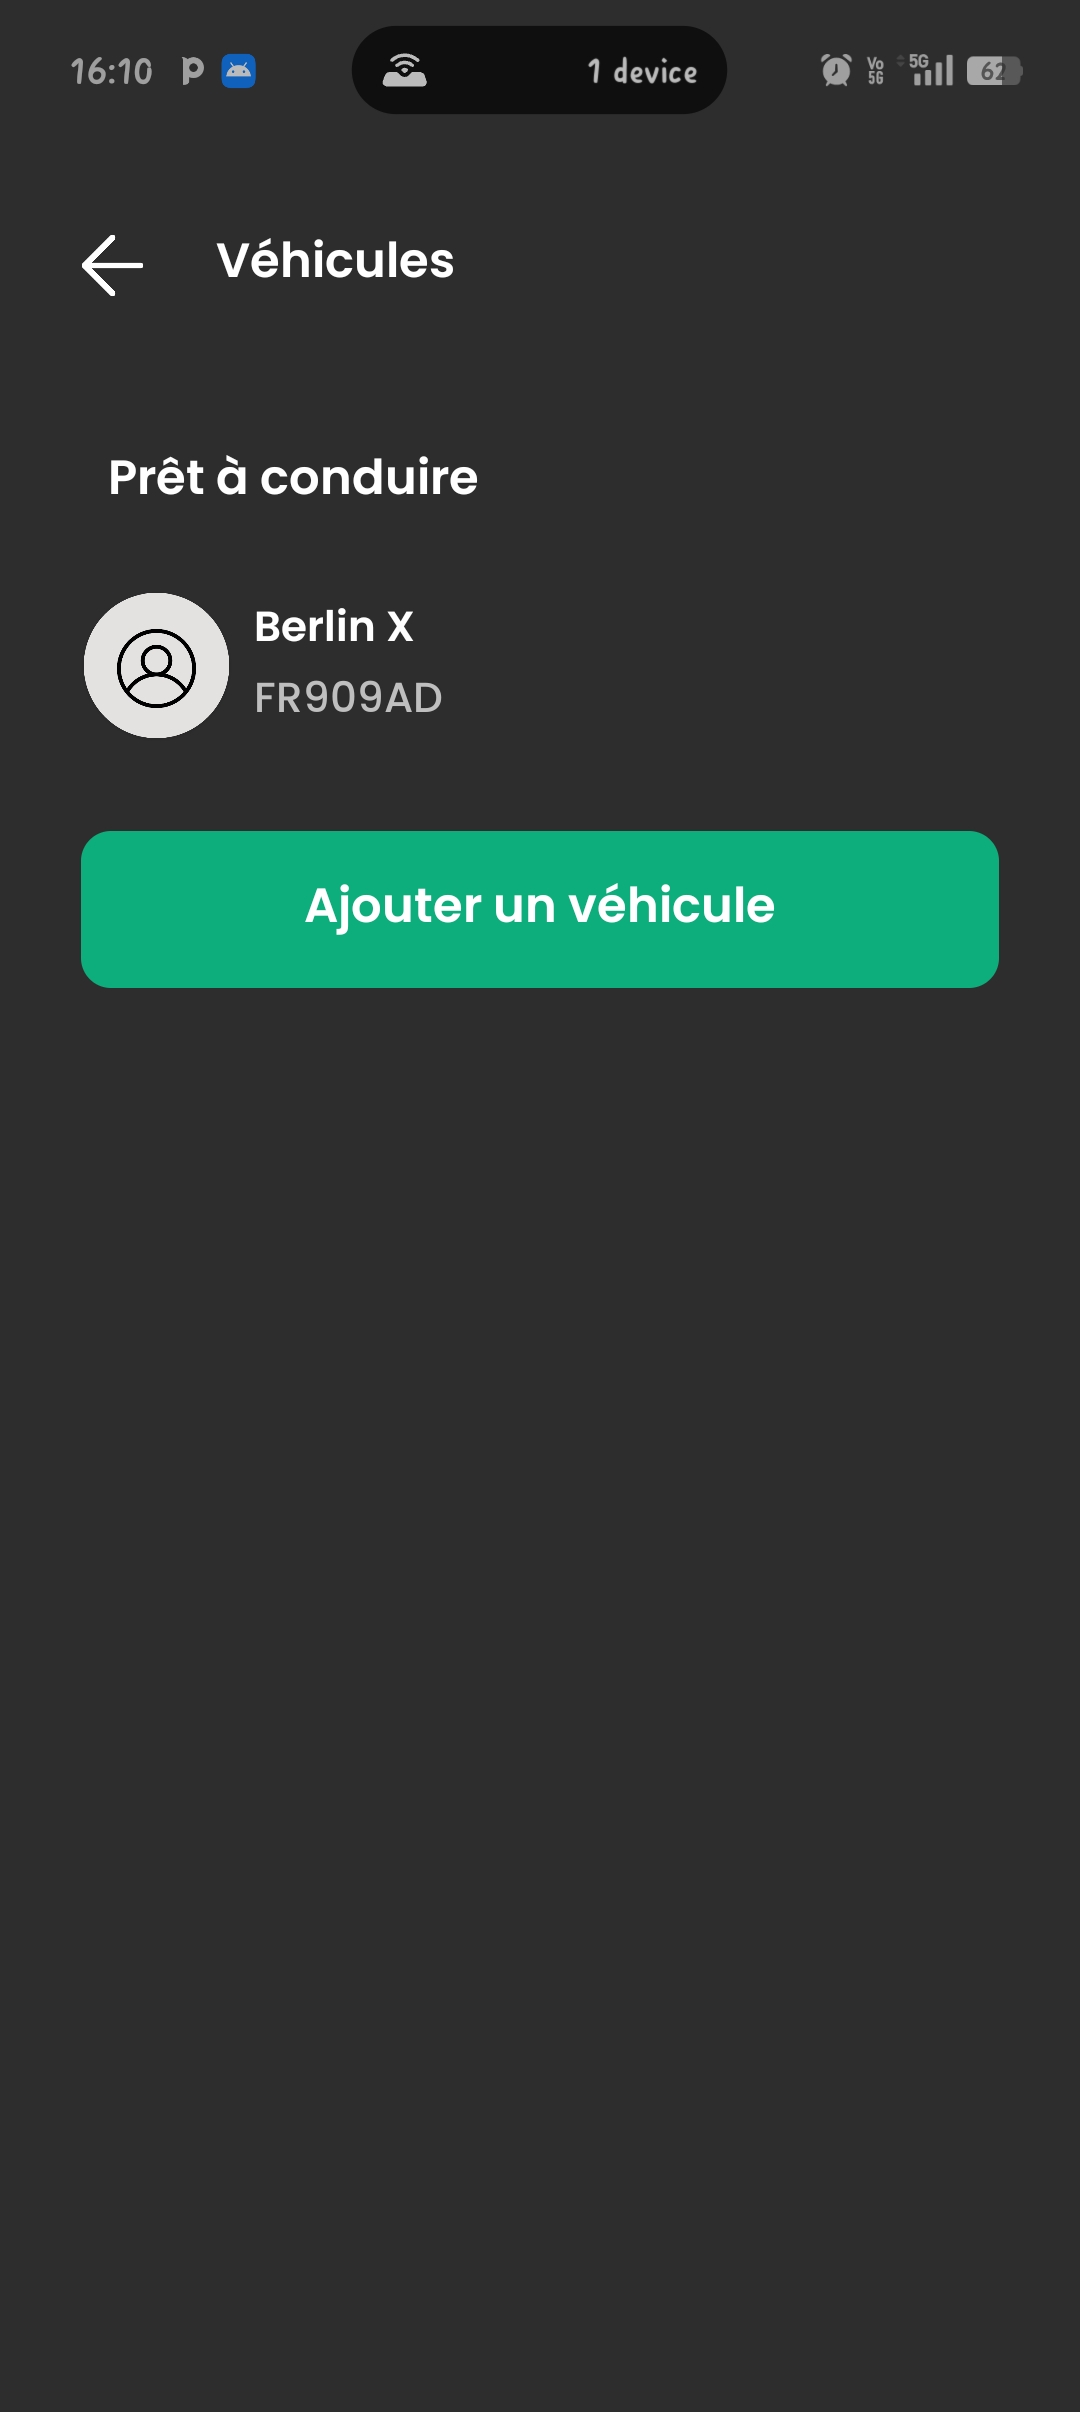 16:10
1 device
Vo 5G
5G
62
Véhicules
Prêt à conduire
Berlin X
FR909AD
Ajouter un véhicule